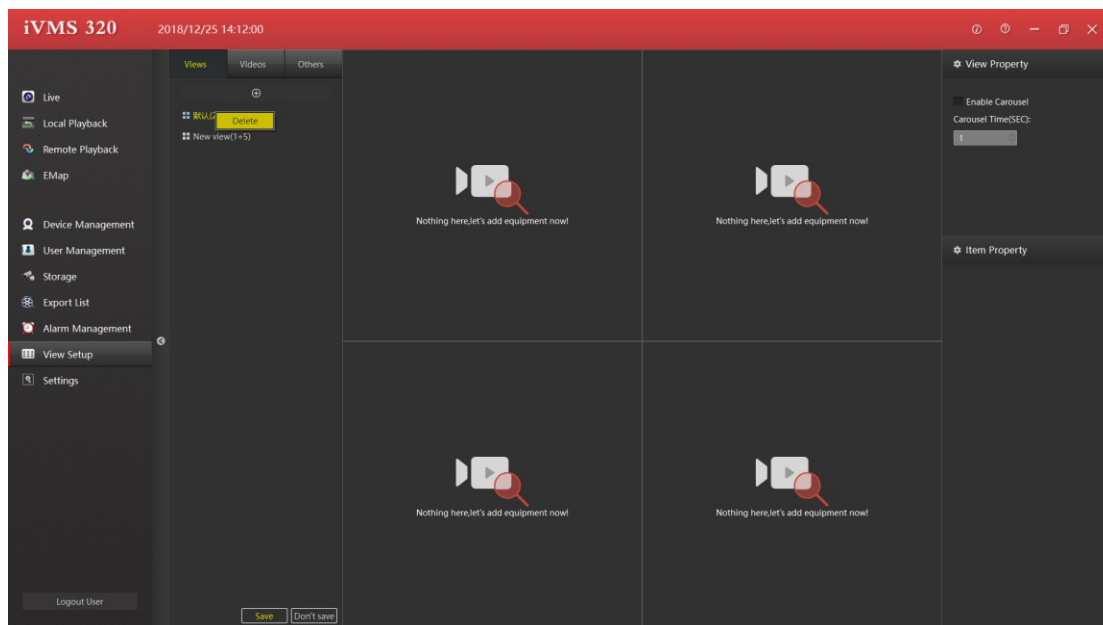 iVMS 320 2018/12/25 14:12:00
Views Videos Others
View Property
Live
Local Playback
Remote Playback
EMap
Device Management
User Management
Storage
Export List
Alarm Management
View Setup
Settings
Logout User
默认(2
Delete
New view(1+5)
Save Don't save
Nothing here,let's add equipment now!
Nothing here,let's add equipment now!
Nothing here,let's add equipment now!
Nothing here,let's add equipment now!
Enable Carousel
Carousel Time(SEC):
1
Item Property